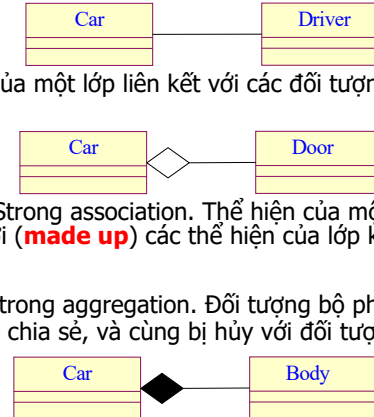 Car Driver
của một lớp liên kết với các đối tượn
Car Door
Strong association. Thể hiện của mộ
i (made up) các thể hiện của lớp k
trong aggregation. Đối tượng bộ ph
chia sẻ, và cùng bị hủy với đối tượ
Car Body